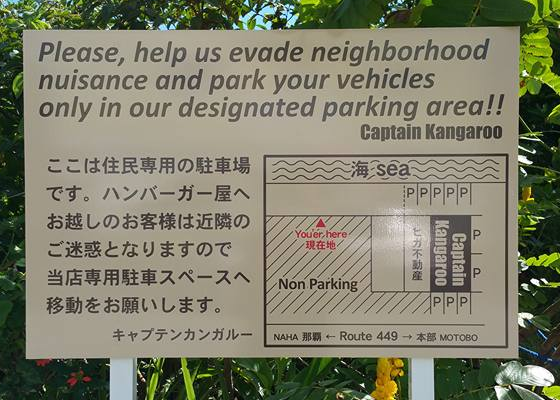 Please, help us evade neighborhood
nuisance and park your vehicles
only in our designated parking area!!
Captain Kangaroo
ここは住民専用の駐車場
です。ハンバーガー屋へ
お越しのお客様は近隣の
ご迷惑となりますので
当店専用駐車スペースへ
移動をお願いします。
キャプテンカンガルー
海 sea
P P P P P
You'er, here
現在地
Non Parking
ヒガ不動産
Captain
Kangaroo
P
P
P P P
NAHA 那覇 ← Route 449 → 本部 MOTOBO